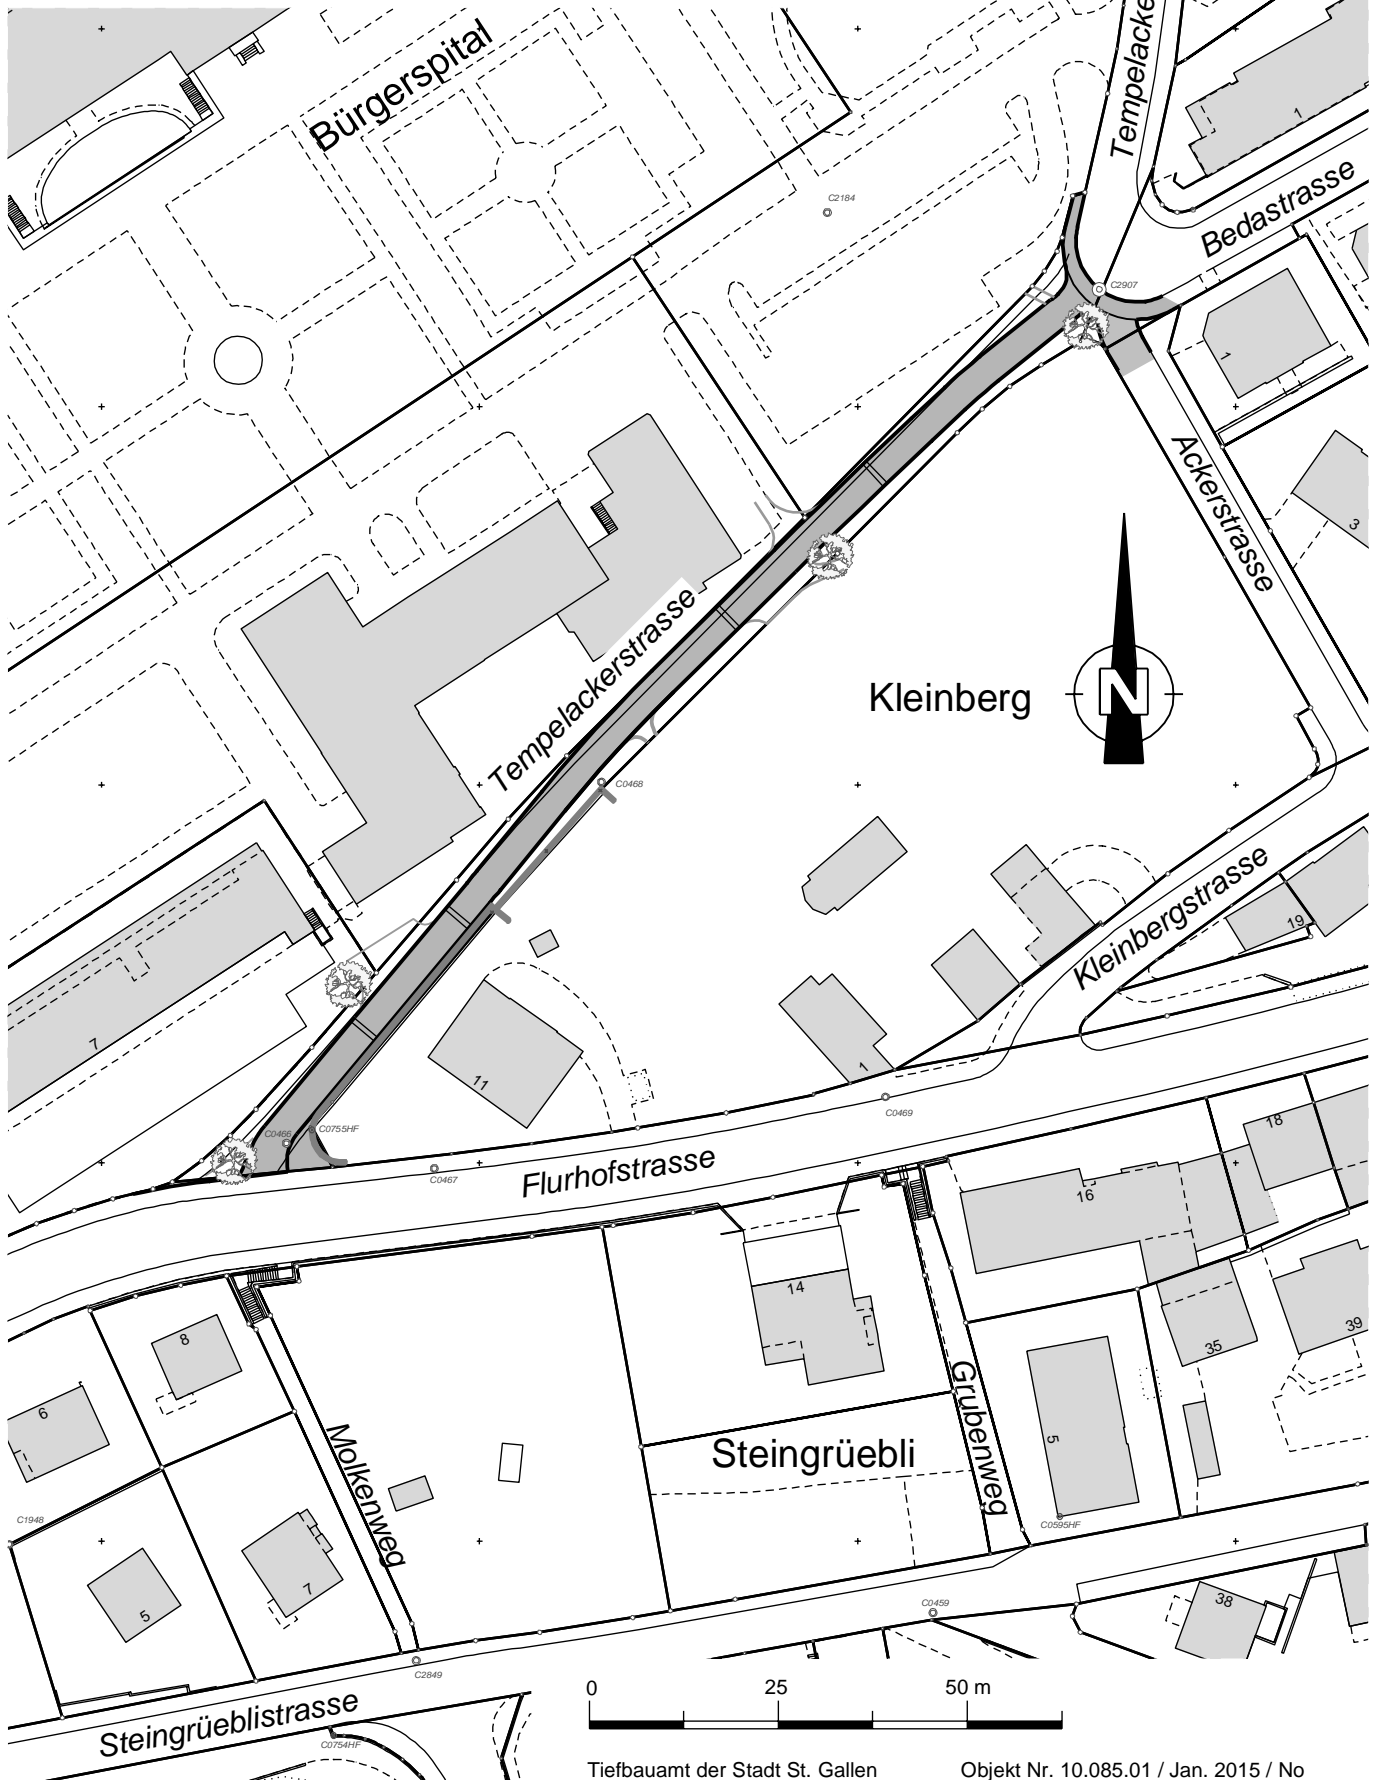 Tempelacke
Bürgerspital
1
Bedastrasse
C2184
C2907
1
Ackerstrasse
3
Tempelackerstrasse
Kleinberg
N
C0468
Kleinbergstrasse
19
7
11
1
C0469
C0466
C0755HF
C0467
Flurhofstrasse
18
16
14
8
35
39
6
Molkenweg
Grubenweg
Steingrüebli
5
C1948
C0595HF
7
5
C0459
38
C2849
Steingrüeblistrasse
C0754HF
0 25 50 m
Tiefbauamt der Stadt St. Gallen Objekt Nr. 10.085.01 / Jan. 2015 / No